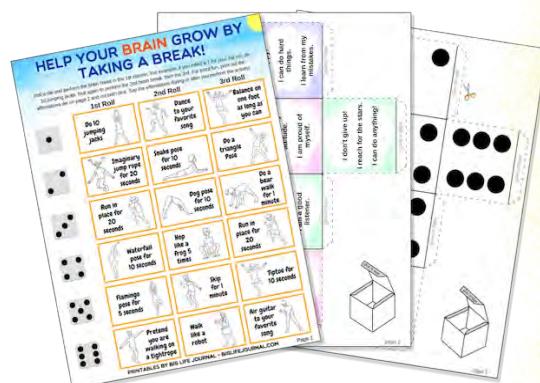 HELP YOUR BRAIN GROW BY
TAKING A BREAK!
1st Roll
2nd Roll
3rd Roll
Do 10
jumping
jacks
Dance
to your
favorite
song
Balance on
one foot
as long as
you can
Imaginary
jump rope
for 20
seconds
Snake pose
for 10
seconds
Do a
triangle
Pose
Run in
place for
20
seconds
Dog pose
for 10
seconds
Do a
bear
walk for
1 minute
Waterfall
pose for
10 seconds
Hop
like a
frog 5
times
Run in
place for
20
seconds
Flamingo
pose for
5 seconds
Skip
for 1
minute
Tiptoe for
10 seconds
Pretend
you are
walking on
a tightrope
Walk
like a
robot
Air guitar
to your
favorite
song
PRINTABLES BY BIG LIFE JOURNAL - BIGLIFEJOURNAL.COM
I can do hard
things.
I learn from my
mistakes.
I am proud of
myself.
I don't give up!
I reach for the stars.
I can do anything!
a good
listener.